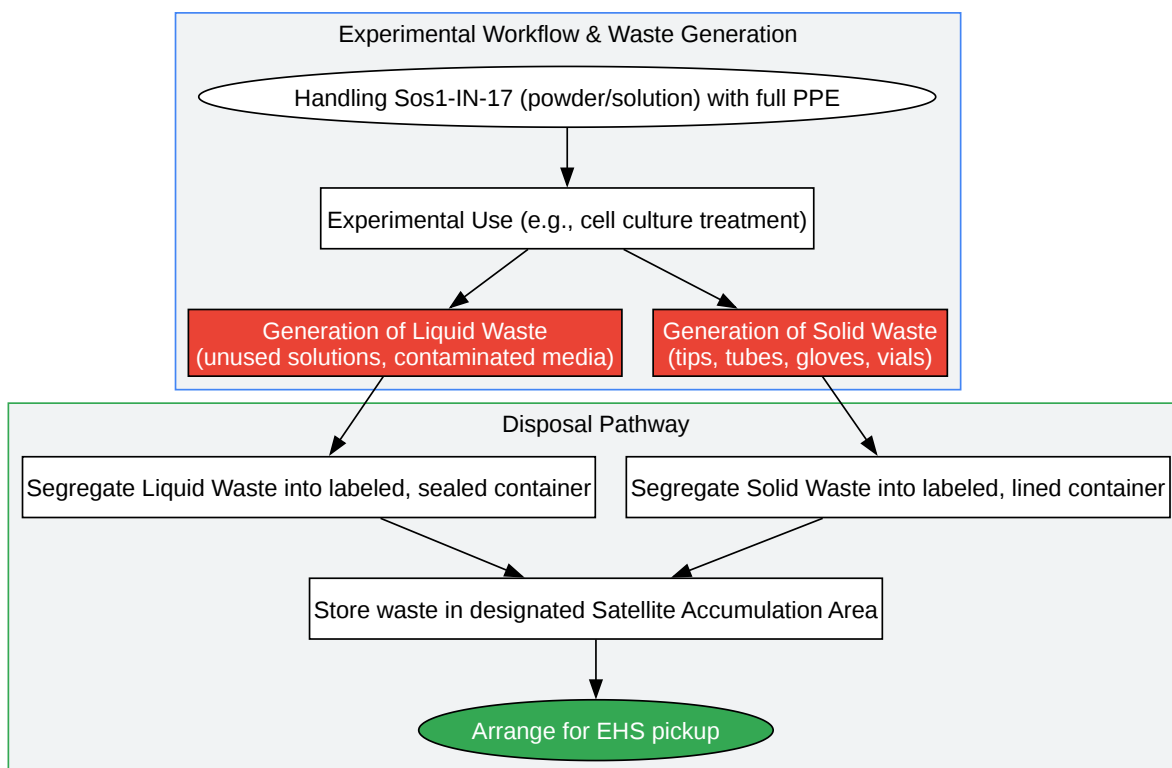 Experimental Workflow & Waste Generation
Handling Sos1-IN-17 (powder/solution) with full PPE
Experimental Use (e.g., cell culture treatment)
Generation of Liquid Waste
(unused solutions, contaminated media)
Generation of Solid Waste
(tips, tubes, gloves, vials)
Disposal Pathway
Segregate Liquid Waste into labeled, sealed container
Segregate Solid Waste into labeled, lined container
Store waste in designated Satellite Accumulation Area
Arrange for EHS pickup